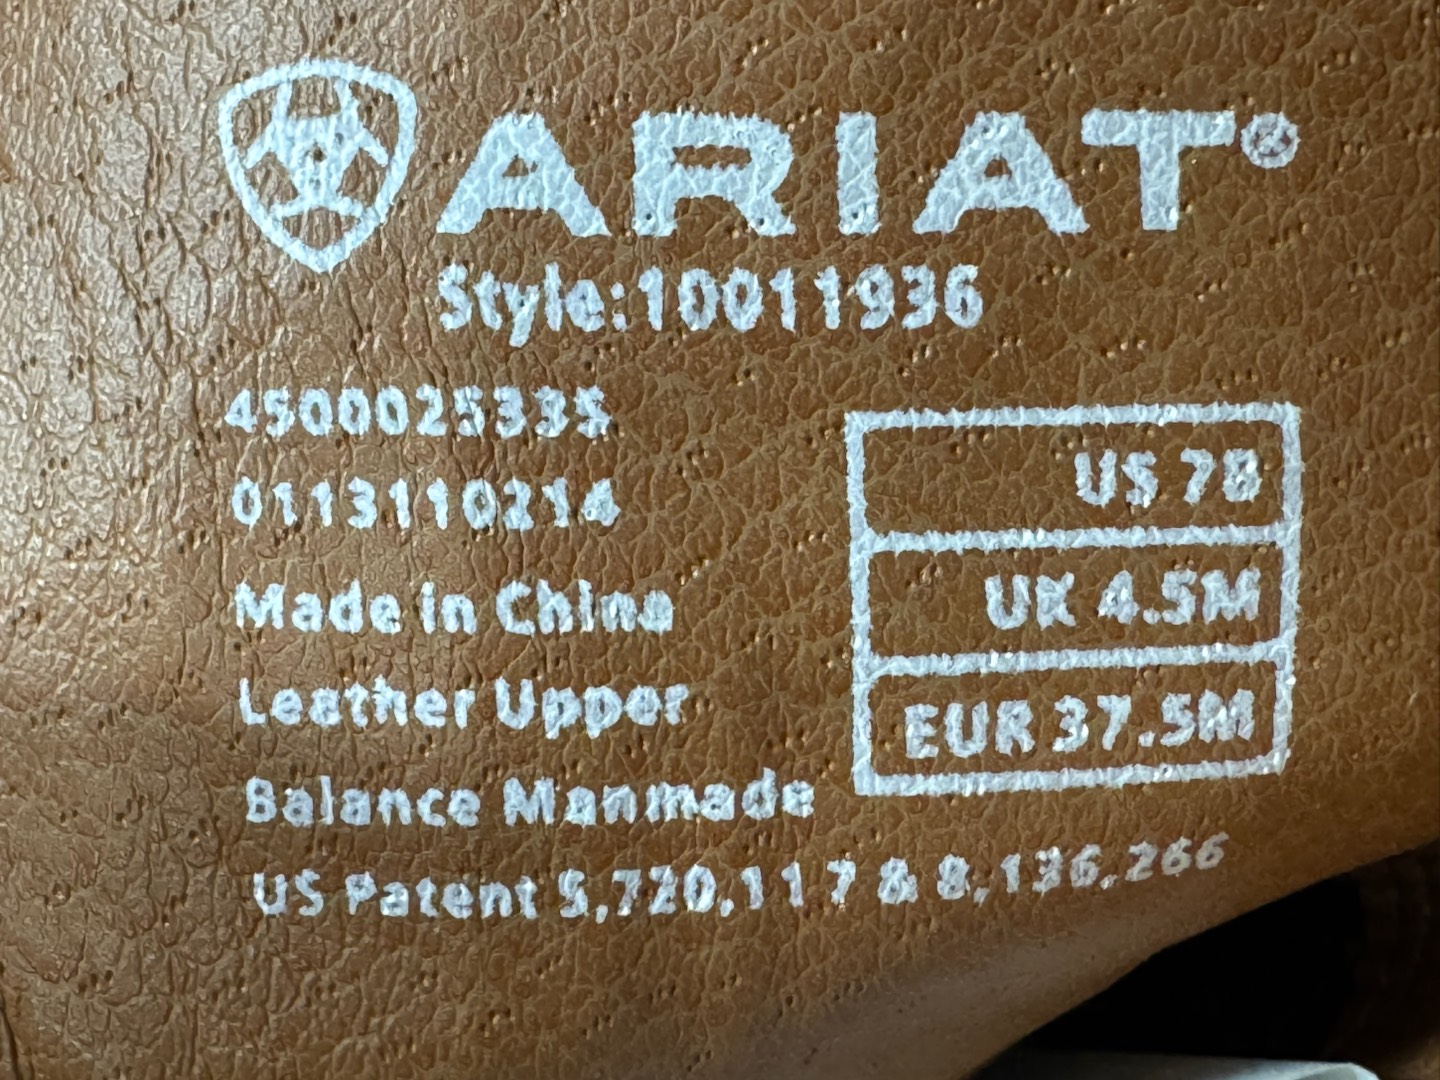 ARIAT®
Style:10011936
4500025335
01131110214
Made in China
Leather Upper
Balance Manmade
US Patent 5,720,117 & 8,136,266
US 7B
UK 4.5M
EUR 37.5M